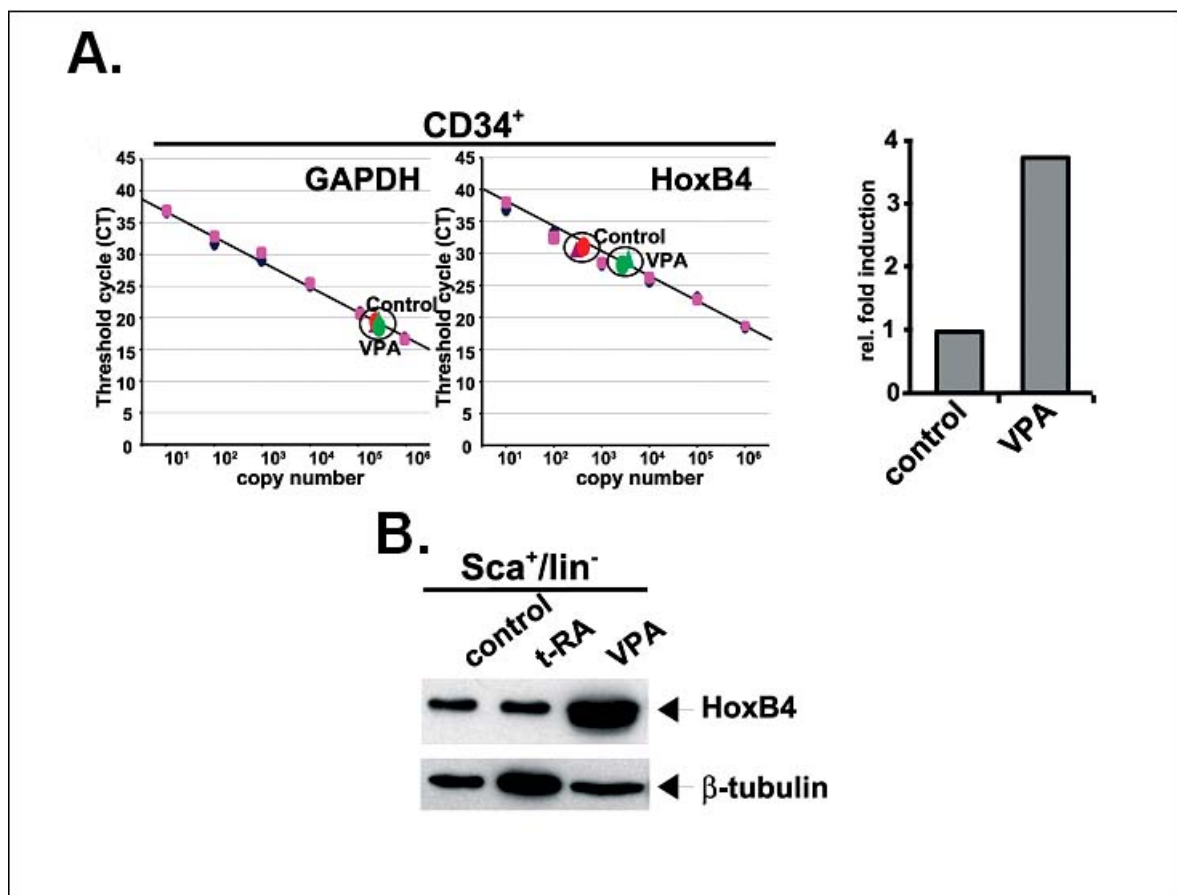 A.
CD34⁺
GAPDH
Threshold cycle (CT)
45
40
35
30
25
20
15
10
5
0
Control
VPA
10¹ 10² 10³ 10⁴ 10⁵ 10⁶
copy number
HoxB4
Threshold cycle (CT)
45
40
35
30
25
20
15
10
5
0
Control
VPA
10¹ 10² 10³ 10⁴ 10⁵ 10⁶
copy number
rel. fold induction
4
3
2
1
0
control
VPA
B.
Sca⁺/lin⁻
control t-RA VPA
HoxB4
β-tubulin